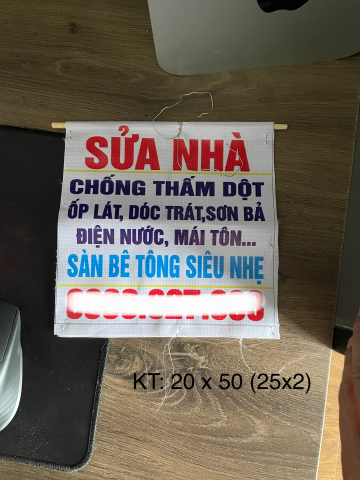 SỬA NHÀ
CHỐNG THẤM DỘT
ỐP LÁT, DÓC TRÁT,SƠN BẢ
ĐIỆN NƯỚC, MÁI TÔN...
SÀN BÊ TÔNG SIÊU NHẸ
KT: 20 x 50 (25x2)